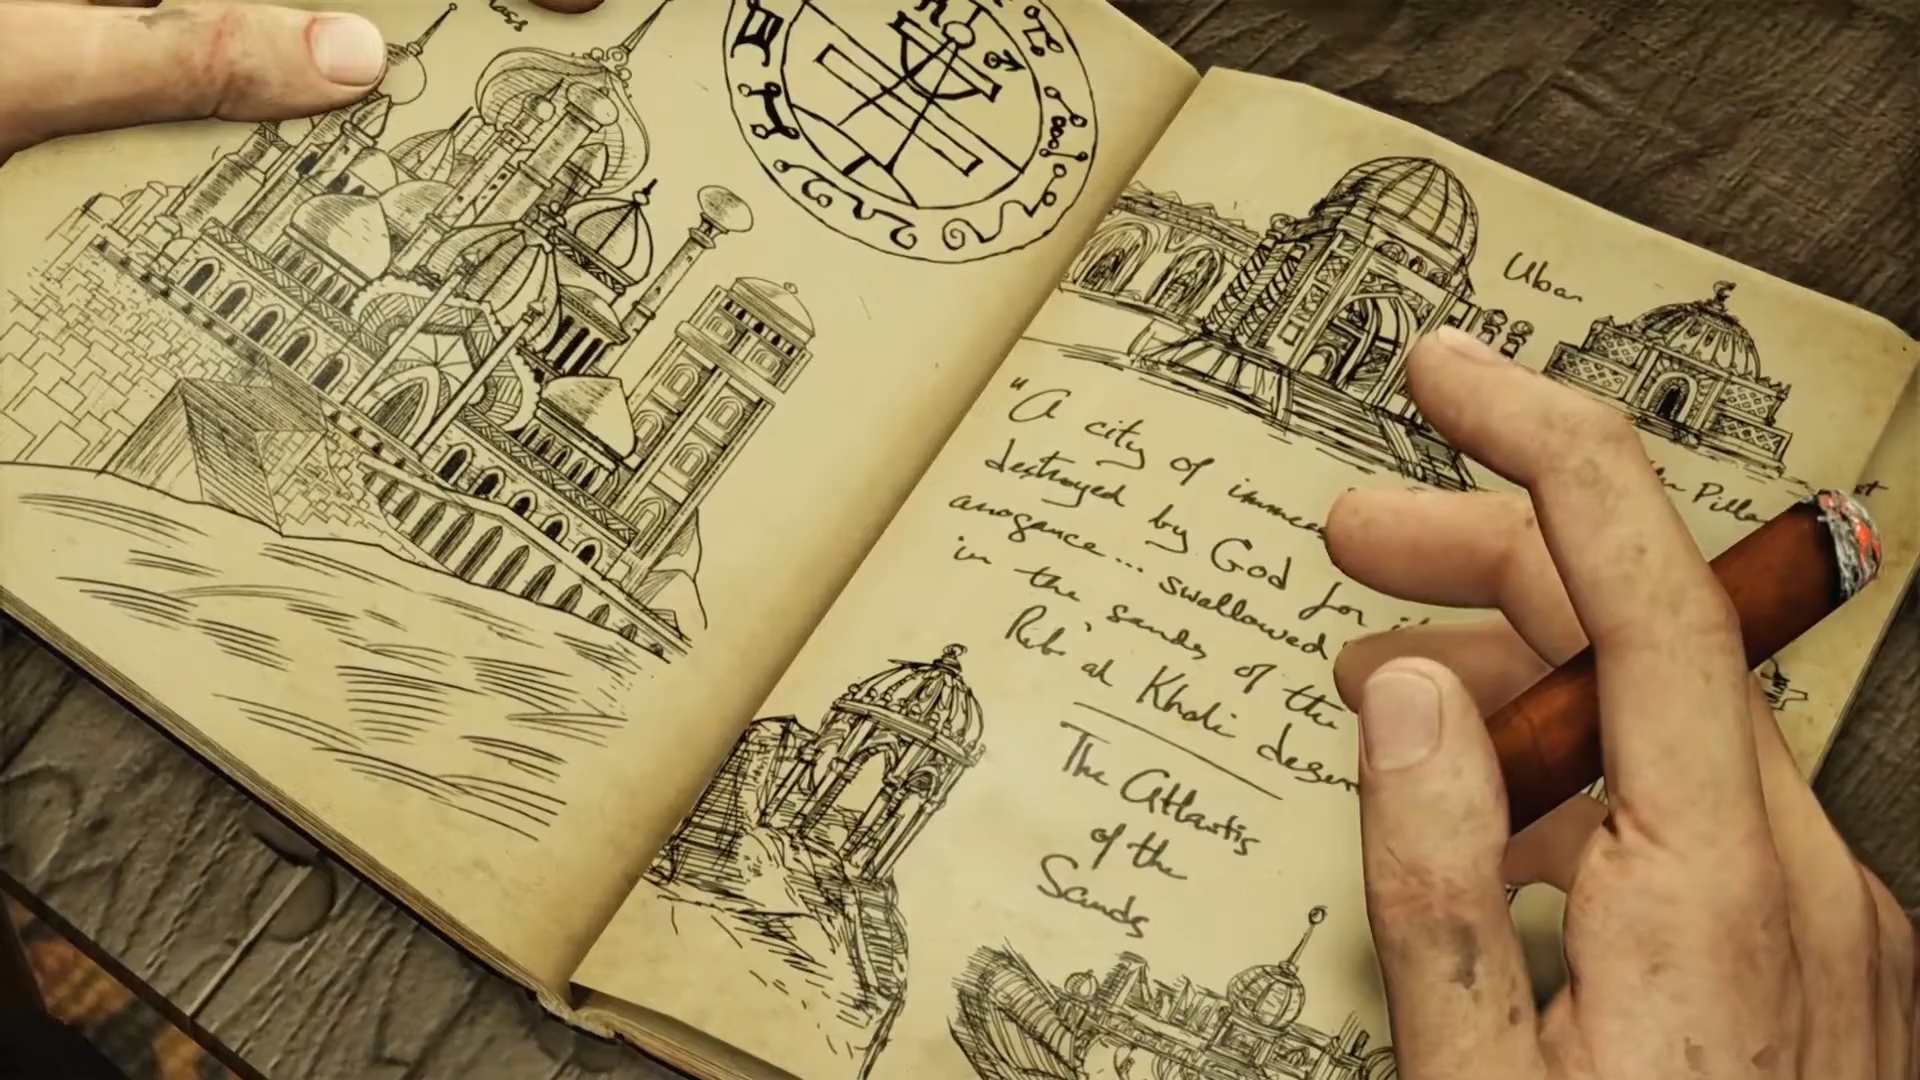 Ubar
"A city of immense
destroyed by God for
arrogance... swallowed
in the sands of the
Rub' al Khali desert
The Atlantis
of the
Sands